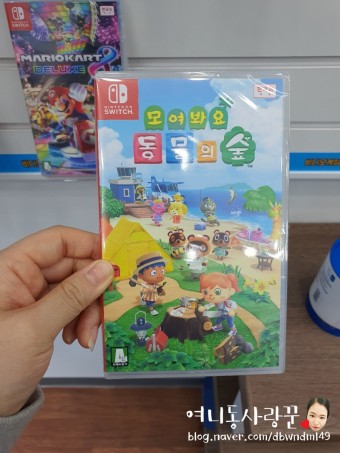 NINTENDO
SWITCH
MARIOKART 8
DELUXE
NINTENDO
SWITCH
모여봐요
동물의 숲
여니동사랑꾼
blog.naver.com/dbwndml49